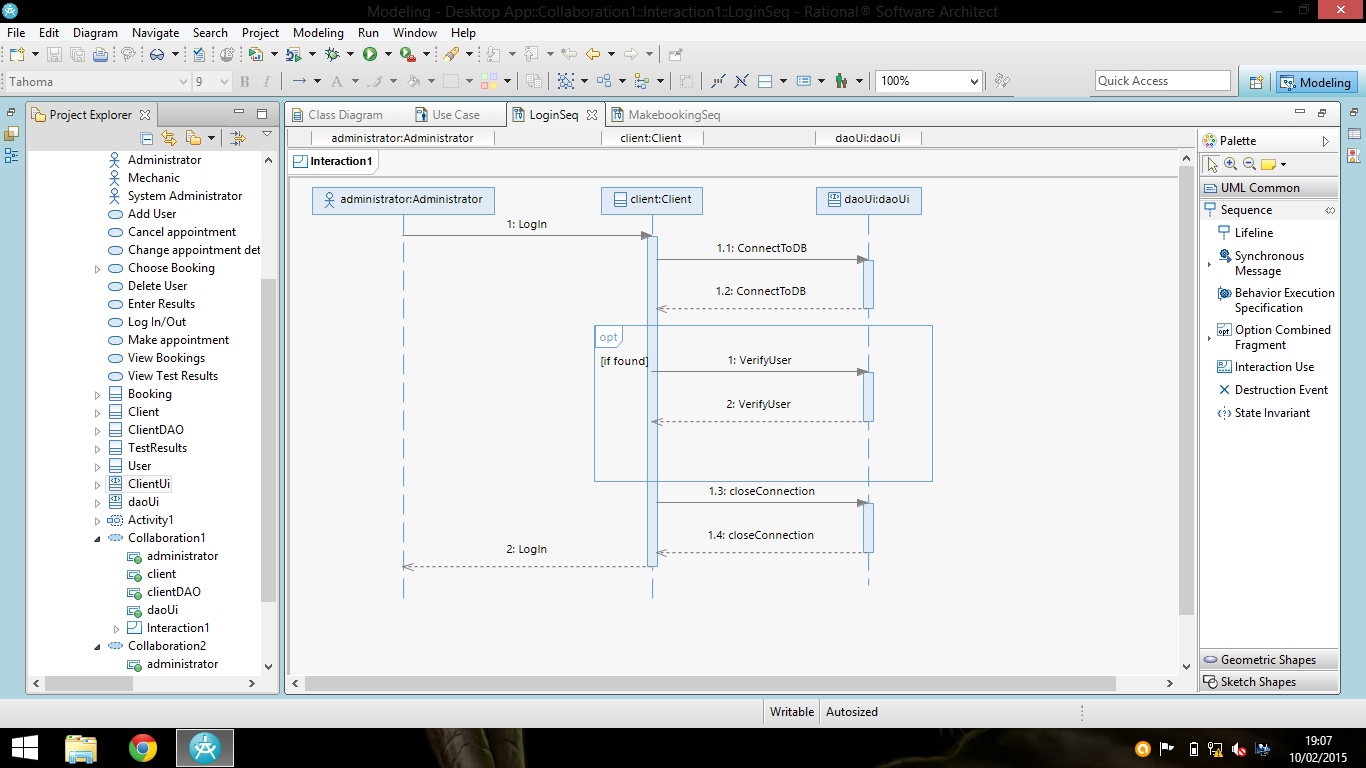 Modeling - Desktop App::Collaboration1::Interaction1::LoginSeq - Rational® Software Architect
File Edit Diagram Navigate Search Project Modeling Run Window Help
Tahoma 9 B I A 100% Quick Access Modeling
Project Explorer
Administrator
Mechanic
System Administrator
Add User
Cancel appointment
Change appointment det
Choose Booking
Delete User
Enter Results
Log In/Out
Make appointment
View Bookings
View Test Results
Booking
Client
ClientDAO
TestResults
User
ClientUi
daoUi
Activity1
Collaboration1
administrator
client
clientDAO
daoUi
Interaction1
Collaboration2
administrator
Class Diagram Use Case LoginSeq MakebookingSeq
administrator:Administrator client:Client daoUi:daoUi
Interaction1
administrator:Administrator client:Client daoUi:daoUi
1: LogIn
1.1: ConnectToDB
1.2: ConnectToDB
opt
[if found]
1: VerifyUser
2: VerifyUser
1.3: closeConnection
1.4: closeConnection
2: LogIn
Palette
UML Common
Sequence
Lifeline
Synchronous
Message
Behavior Execution
Specification
opt
Option Combined
Fragment
Interaction Use
Destruction Event
State Invariant
Geometric Shapes
Sketch Shapes
Writable Autosized
19:07
10/02/2015